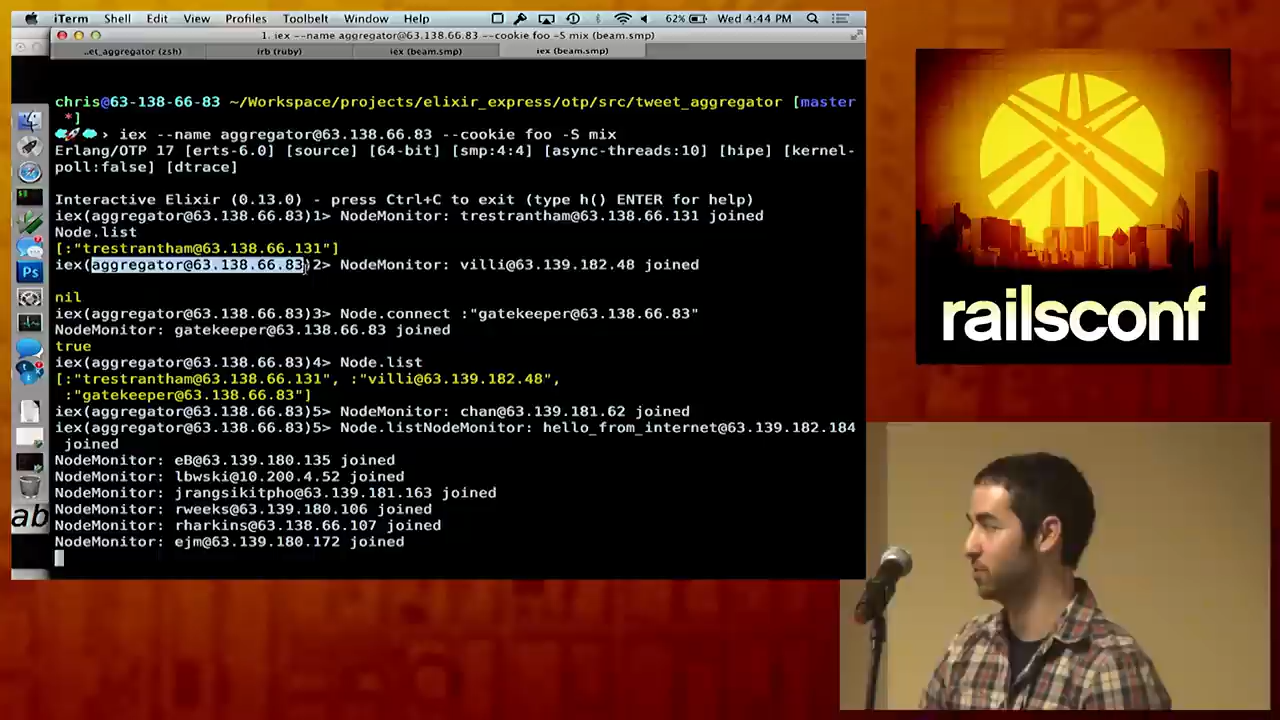 iTerm Shell Edit View Profiles Toolbelt Window Help 62% Wed 4:44 PM
1. iex --name aggregator@63.138.66.83 --cookie foo -S mix (beam.smp)
..et_aggregator (zsh) irb (ruby) iex (beam.smp) iex (beam.smp)
chris@63-138-66-83 ~/Workspace/projects/elixir_express/otp/src/tweet_aggregator [master
*]
› iex --name aggregator@63.138.66.83 --cookie foo -S mix
Erlang/OTP 17 [erts-6.0] [source] [64-bit] [smp:4:4] [async-threads:10] [hipe] [kernel-
poll:false] [dtrace]
Interactive Elixir (0.13.0) - press Ctrl+C to exit (type h() ENTER for help)
iex(aggregator@63.138.66.83)1> NodeMonitor: trestrantham@63.138.66.131 joined
Node.list
[:"trestrantham@63.138.66.131"]
iex(aggregator@63.138.66.83)2> NodeMonitor: villi@63.139.182.48 joined
nil
iex(aggregator@63.138.66.83)3> Node.connect :"gatekeeper@63.138.66.83"
NodeMonitor: gatekeeper@63.138.66.83 joined
true
iex(aggregator@63.138.66.83)4> Node.list
[:"trestrantham@63.138.66.131", :"villi@63.139.182.48",
:"gatekeeper@63.138.66.83"]
iex(aggregator@63.138.66.83)5> NodeMonitor: chan@63.139.181.62 joined
iex(aggregator@63.138.66.83)5> Node.listNodeMonitor: hello_from_internet@63.139.182.184
joined
NodeMonitor: eB@63.139.180.135 joined
NodeMonitor: lbwski@10.200.4.52 joined
NodeMonitor: jrangsikitpho@63.139.181.163 joined
NodeMonitor: rweeks@63.139.180.106 joined
NodeMonitor: rharkins@63.138.66.107 joined
NodeMonitor: ejm@63.139.180.172 joined
Ps
ab
railsconf